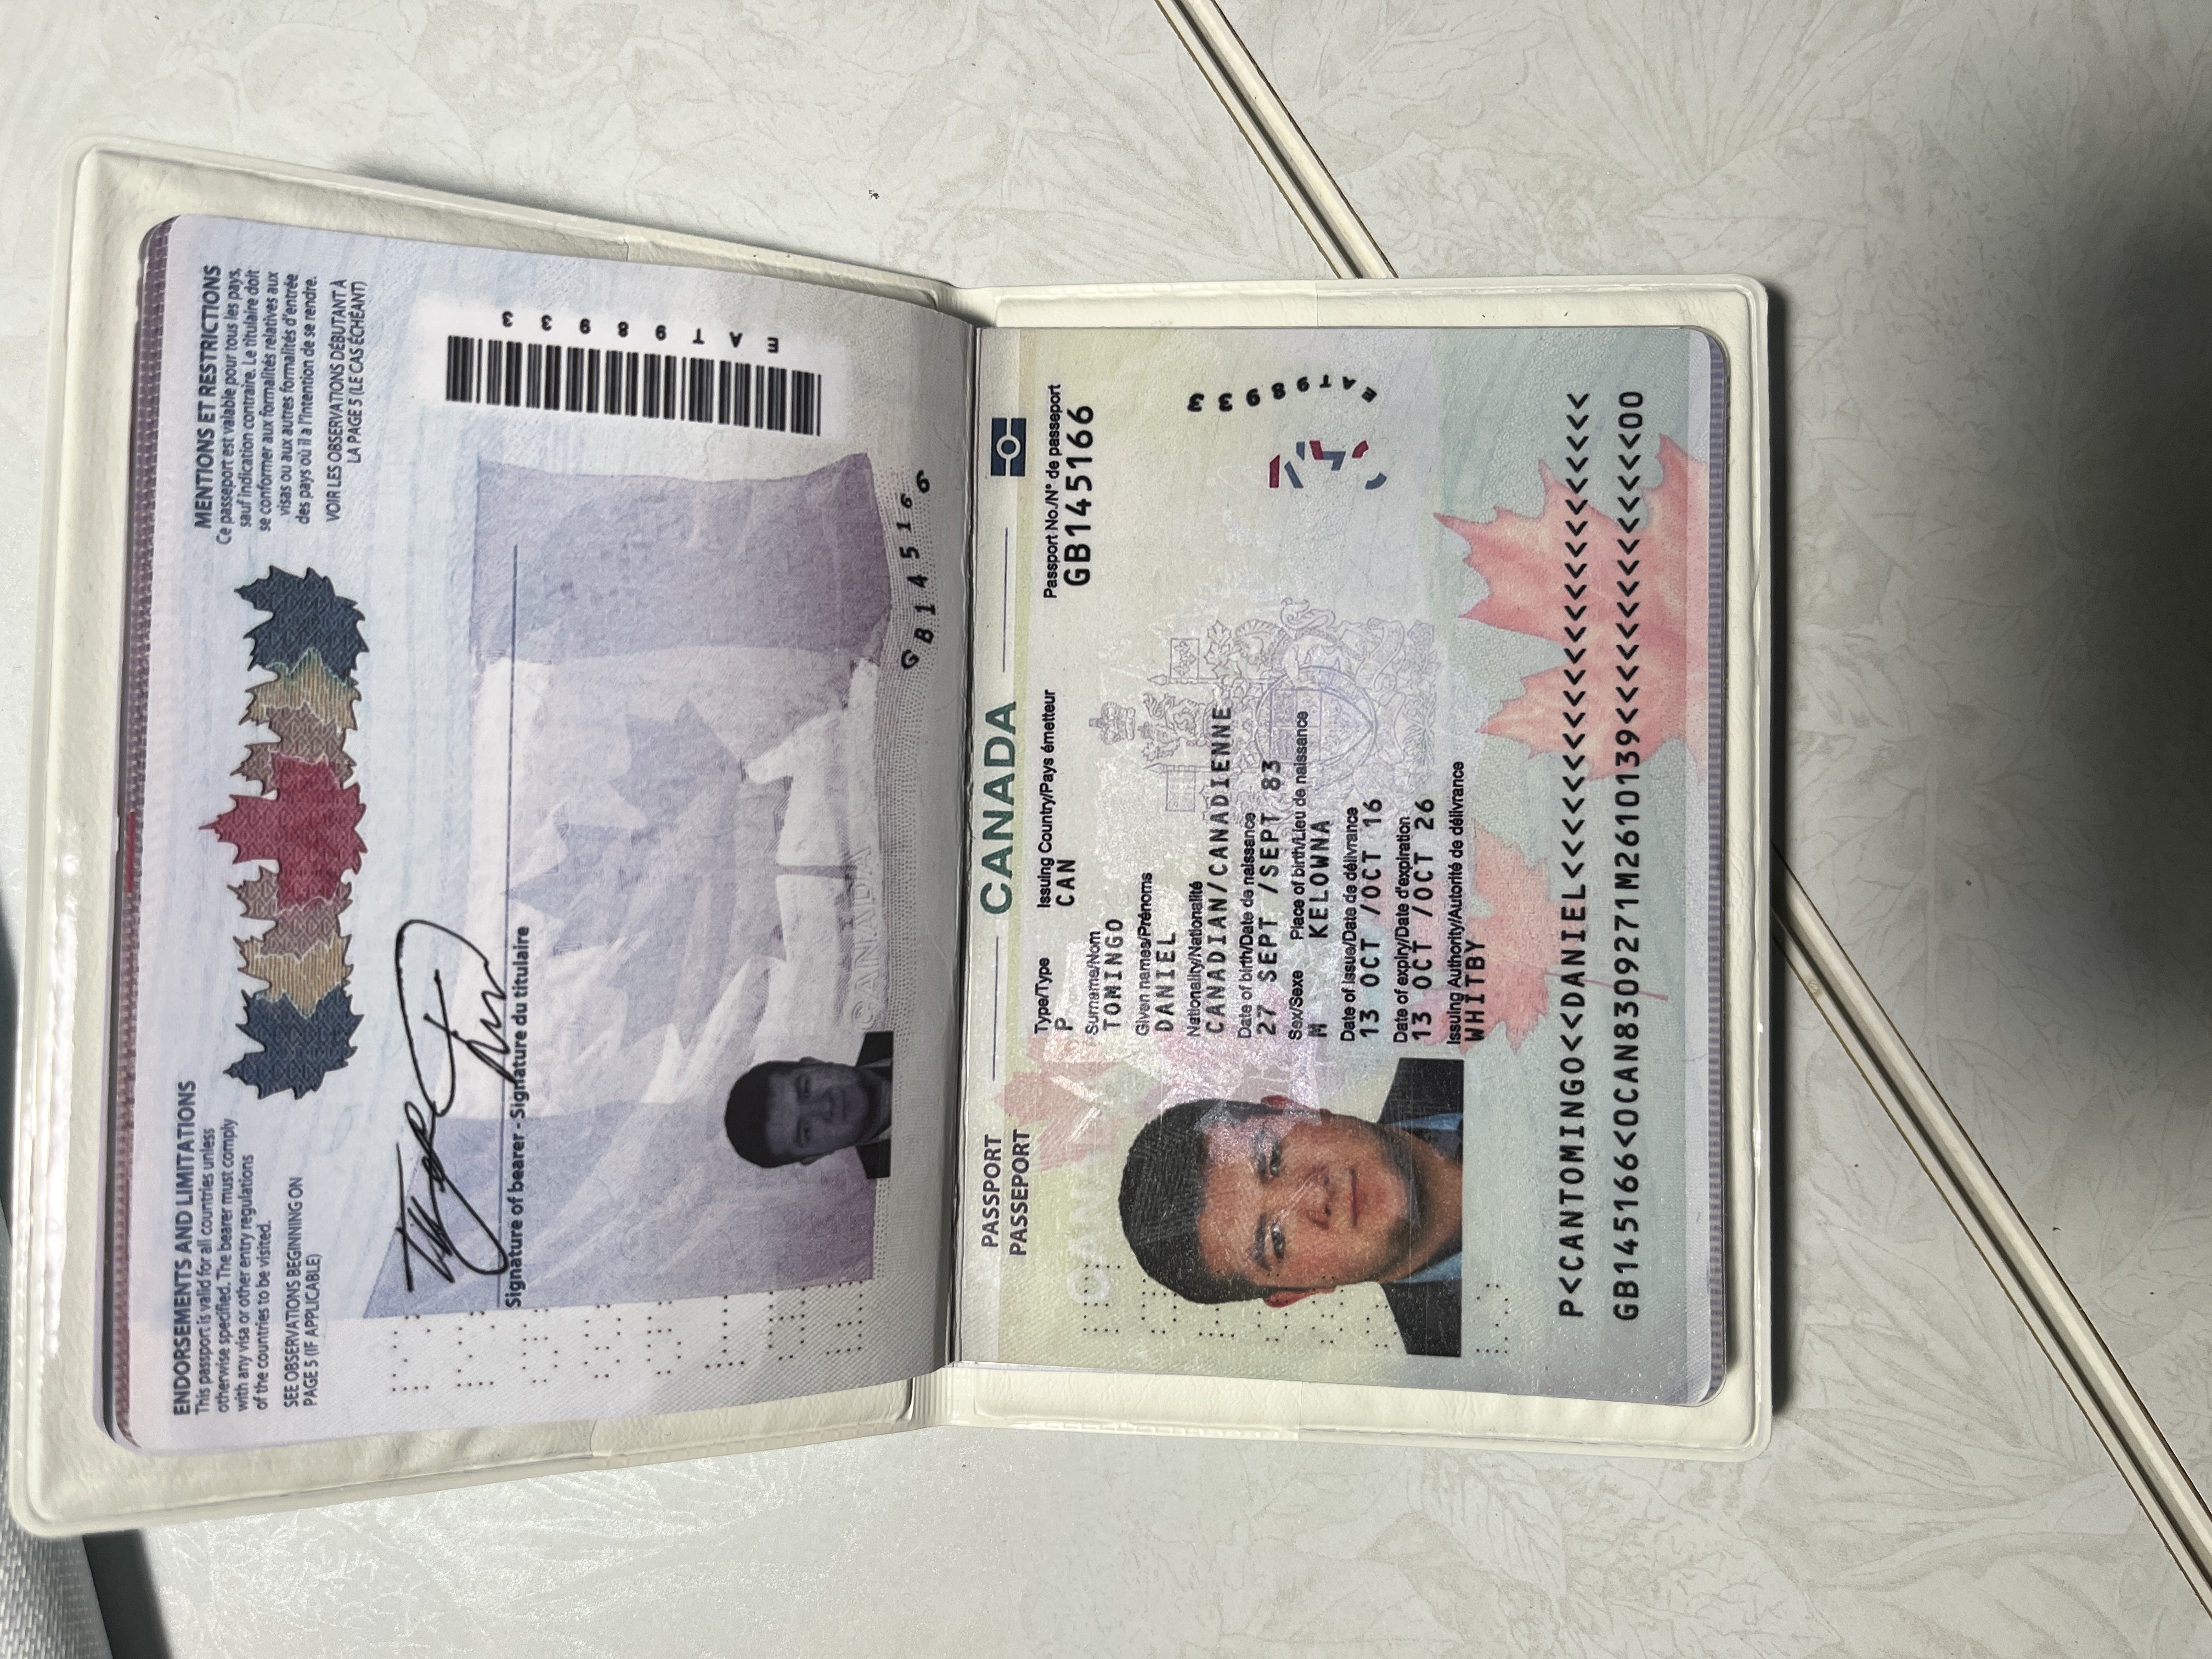 ENDORSEMENTS AND LIMITATIONS
This passport is valid for all countries unless
otherwise specified. The bearer must comply
with any visa or other entry regulations
of the countries to be visited.
SEE OBSERVATIONS BEGINNING ON
PAGE 5 (IF APPLICABLE)
MENTIONS ET RESTRICTIONS
Ce passeport est valable pour tous les pays,
sauf indication contraire. Le titulaire doit
se conformer aux formalités relatives aux
visas ou aux autres formalités d'entrée
des pays où il a l'intention de se rendre.
VOIR LES OBSERVATIONS DÉBUTANT À
LA PAGE 5 (LE CAS ÉCHÉANT)
Signature of bearer - Signature du titulaire
EAT98933
CANADA
GB145166
PASSPORT
PASSEPORT
CANADA
Type/Type Issuing Country/Pays émetteur Passport No./N° de passeport
P CAN GB145166
Surname/Nom
TOMINGO
Given names/Prénoms
DANIEL
Nationality/Nationalité
CANADIAN/CANADIENNE
Date of birth/Date de naissance
27 SEPT /SEPT 83
Sex/Sexe Place of birth/Lieu de naissance
M KELOWNA
Date of issue/Date de délivrance
13 OCT /OCT 16
Date of expiry/Date d'expiration
13 OCT /OCT 26
Issuing Authority/Autorité de délivrance
WHITBY
EAT98933
P<CANTOMINGO<<DANIEL<<<<<<<<<<<<<<<<<<<<<<<<
GB145166<0CAN8309271M2610139<<<<<<<<<<<<<<00